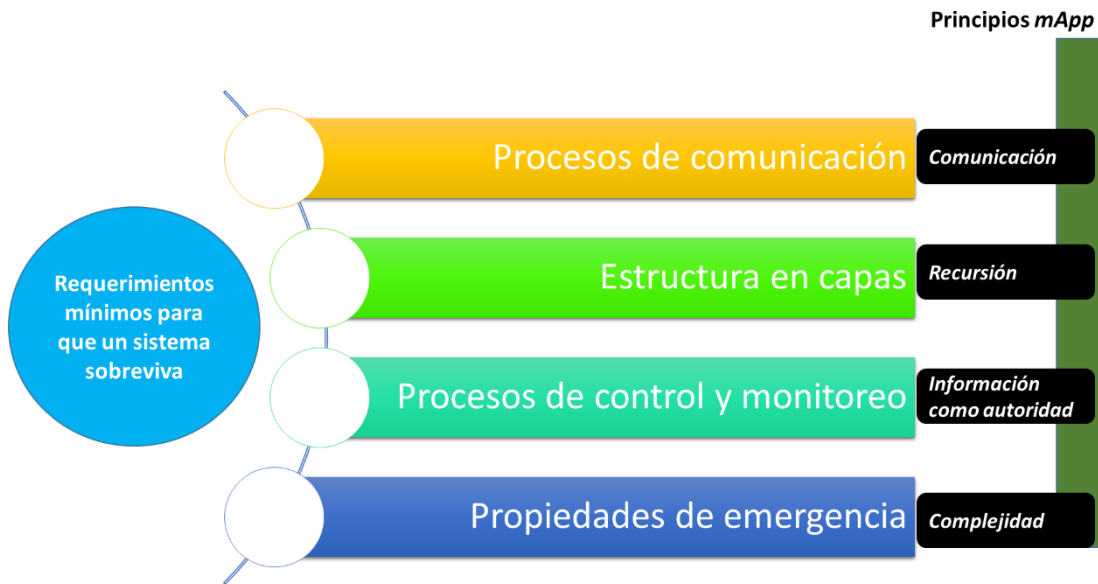 Principios mApp
Procesos de comunicación
Comunicación
Estructura en capas
Recursión
Requerimientos
mínimos para
que un sistema
sobreviva
Procesos de control y monitoreo
Información
como autoridad
Propiedades de emergencia
Complejidad